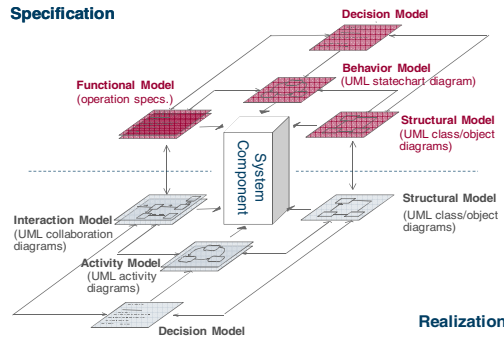 Specification
Decision Model
Behavior Model
(UML statechart diagram)
Functional Model
(operation specs.)
Structural Model
(UML class/object
diagrams)
System
Component
Interaction Model
(UML collaboration
diagrams)
Structural Model
(UML class/object
diagrams)
Activity Model
(UML activity
diagrams)
Decision Model
Realization